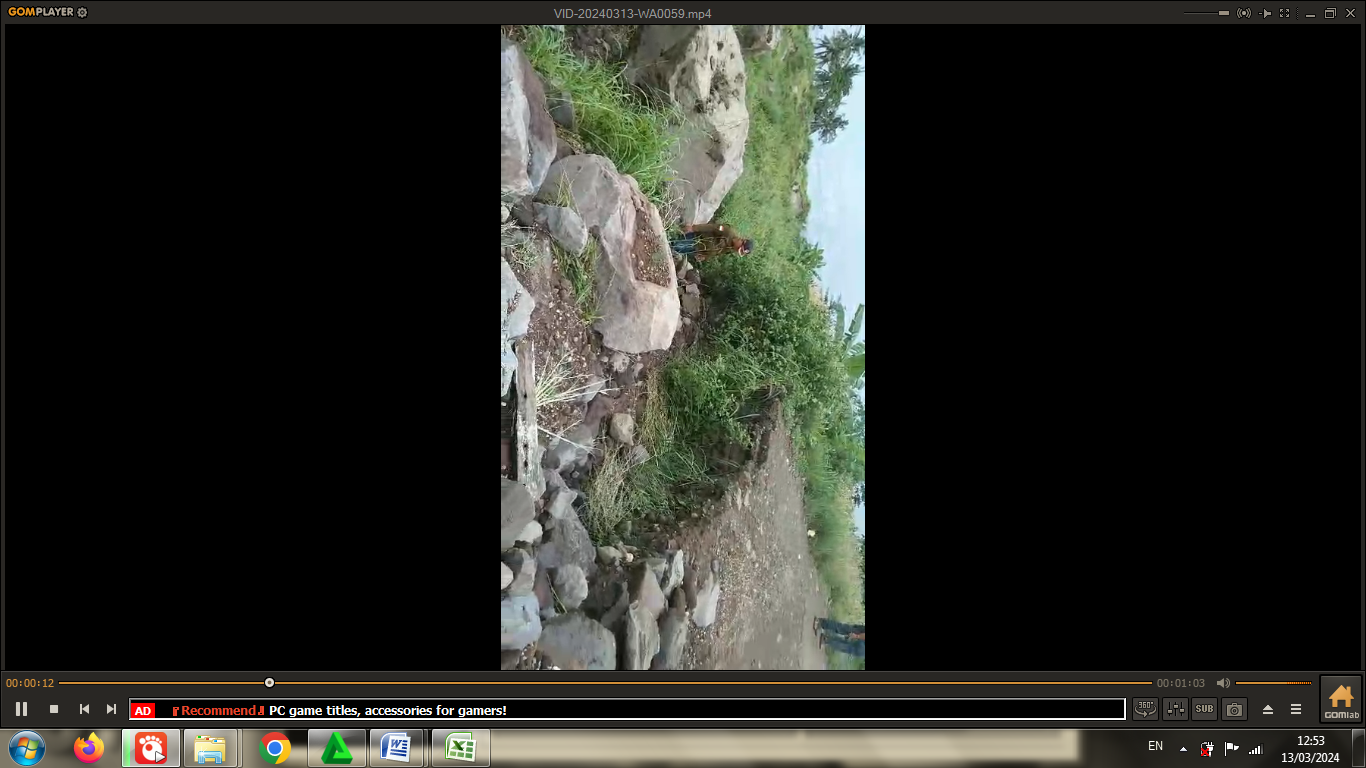 GOMPLAYER
VID-20240313-WA0059.mp4
00:00:12
00:01:03
AD
『Recommend』 PC game titles, accessories for gamers!
360°
SUB
GOMlab
EN
12:53
13/03/2024